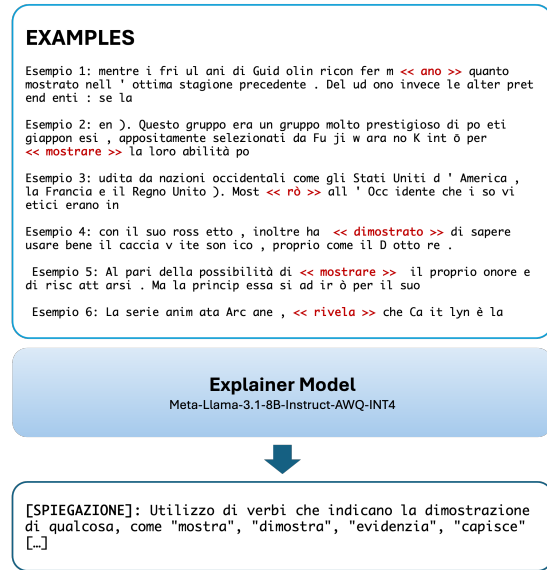 EXAMPLES
Esempio 1: mentre i fri ul ani di Guid olin ricon fer m << ano >> quanto
mostrato nell ' ottima stagione precedente . Del ud ono invece le alter pret
end enti : se la
Esempio 2: en ). Questo gruppo era un gruppo molto prestigioso di po eti
giappon esi , appositamente selezionati da Fu ji w ara no K int ō per
<< mostrare >> la loro abilità po
Esempio 3: udita da nazioni occidentali come gli Stati Uniti d ' America ,
la Francia e il Regno Unito ). Most << rò >> all ' Occ idente che i so vi
etici erano in
Esempio 4: con il suo ross etto , inoltre ha << dimostrato >> di sapere
usare bene il caccia v ite son ico , proprio come il D otto re .
Esempio 5: Al pari della possibilità di << mostrare >> il proprio onore e
di risc att arsi . Ma la princip essa si ad ir ò per il suo
Esempio 6: La serie anim ata Arc ane , << rivela >> che Ca it lyn è la
Explainer Model
Meta-Llama-3.1-8B-Instruct-AWQ-INT4
[SPIEGAZIONE]: Utilizzo di verbi che indicano la dimostrazione
di qualcosa, come "mostra", "dimostra", "evidenzia", "capisce"
[…]